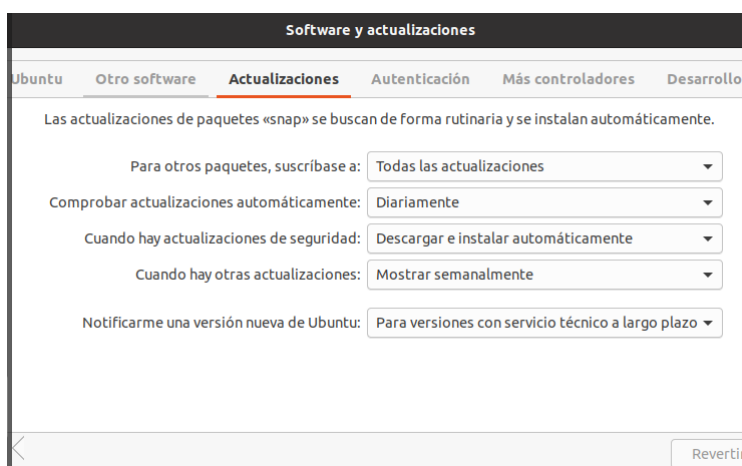 Software y actualizaciones
Ubuntu Otro software Actualizaciones Autenticación Más controladores Desarrollo
Las actualizaciones de paquetes «snap» se buscan de forma rutinaria y se instalan automáticamente.
Para otros paquetes, suscríbase a: Todas las actualizaciones
Comprobar actualizaciones automáticamente: Diariamente
Cuando hay actualizaciones de seguridad: Descargar e instalar automáticamente
Cuando hay otras actualizaciones: Mostrar semanalmente
Notificarme una versión nueva de Ubuntu: Para versiones con servicio técnico a largo plazo
Revertir